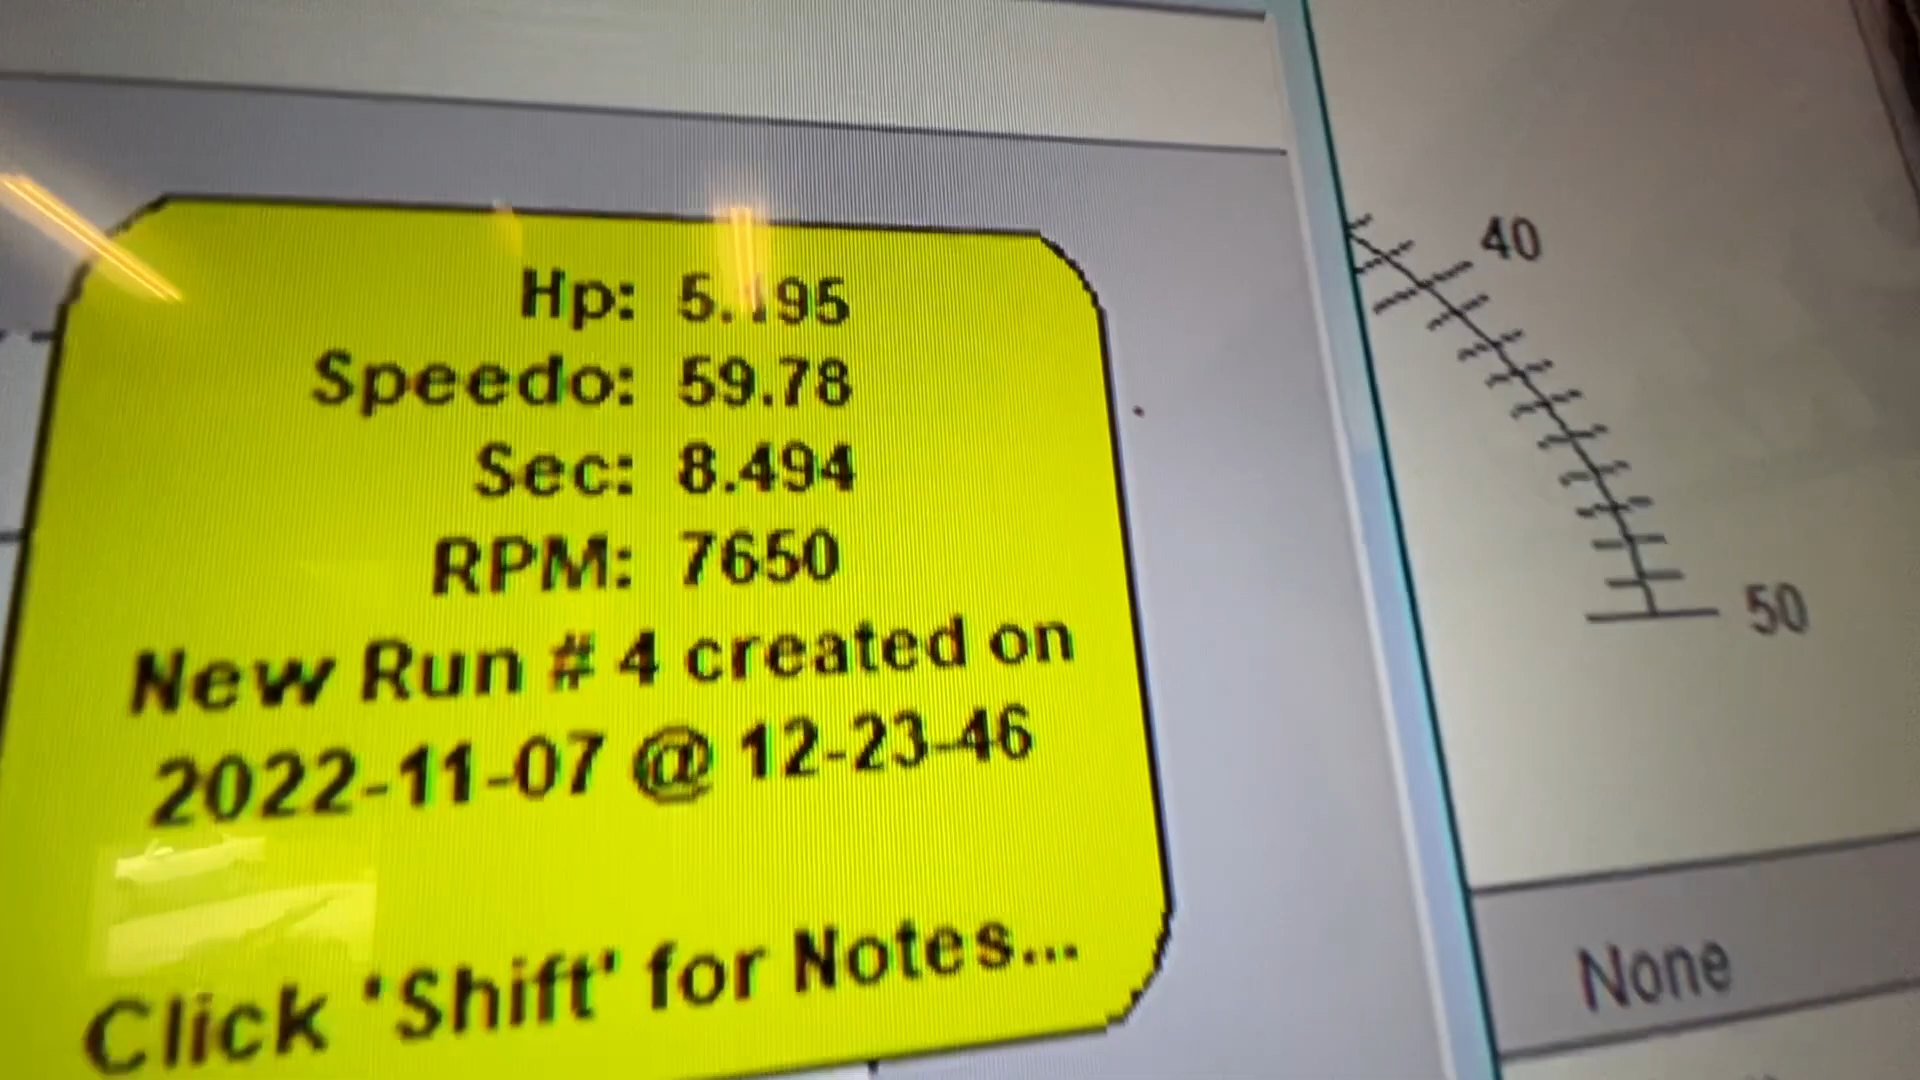 Hp:
Speedo: 59.78
Sec: 8.494
RPM: 7650
New Run # 4 created on
2022-11-07 @ 12-23-46
Click 'Shift' for Notes...
40
50
None